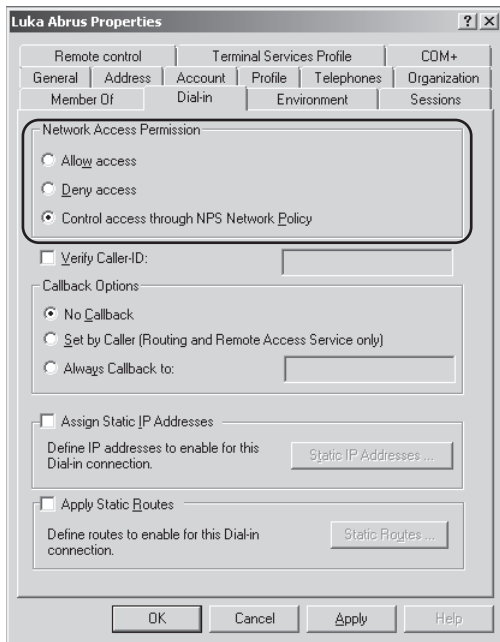 Luka Abrus Properties
Remote control Terminal Services Profile COM+
General Address Account Profile Telephones Organization
Member Of Dial-in Environment Sessions
Network Access Permission
Allow access
Deny access
Control access through NPS Network Policy
Verify Caller-ID:
Callback Options
No Callback
Set by Caller (Routing and Remote Access Service only)
Always Callback to:
Assign Static IP Addresses
Define IP addresses to enable for this
Dial-in connection.
Static IP Addresses ...
Apply Static Routes
Define routes to enable for this Dial-in
connection.
Static Routes ...
OK Cancel Apply Help